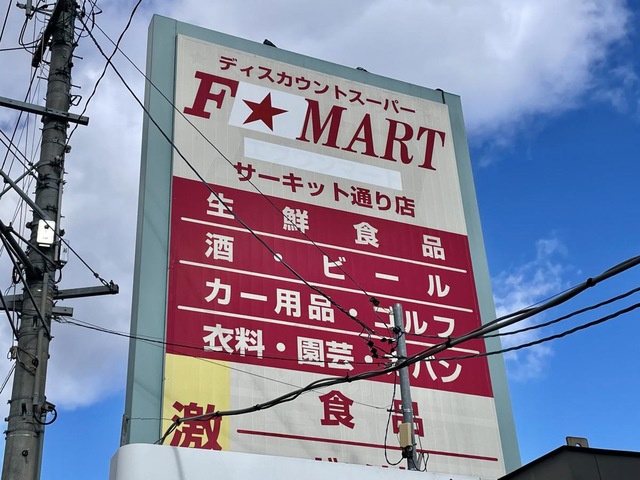 ディスカウントスーパー
F★MART
サーキット通り店
生鮮食品
酒・ビール
カー用品・ゴルフ
衣料・園芸・
激 食品